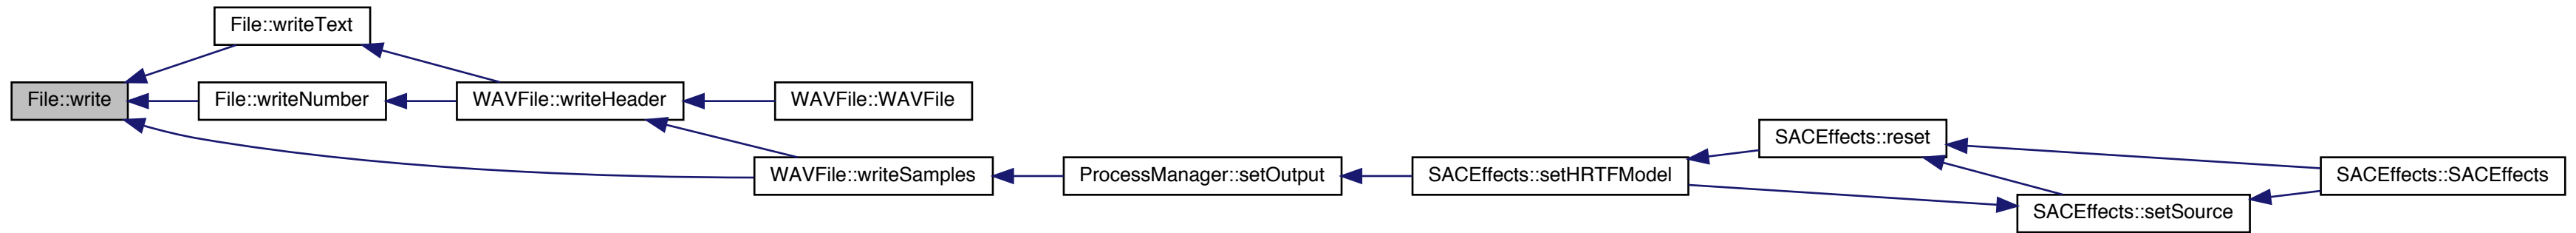 File::writeText
File::write
File::writeNumber
WAVFile::writeHeader
WAVFile::WAVFile
WAVFile::writeSamples
ProcessManager::setOutput
SACEffects::setHRTFModel
SACEffects::reset
SACEffects::setSource
SACEffects::SACEffects